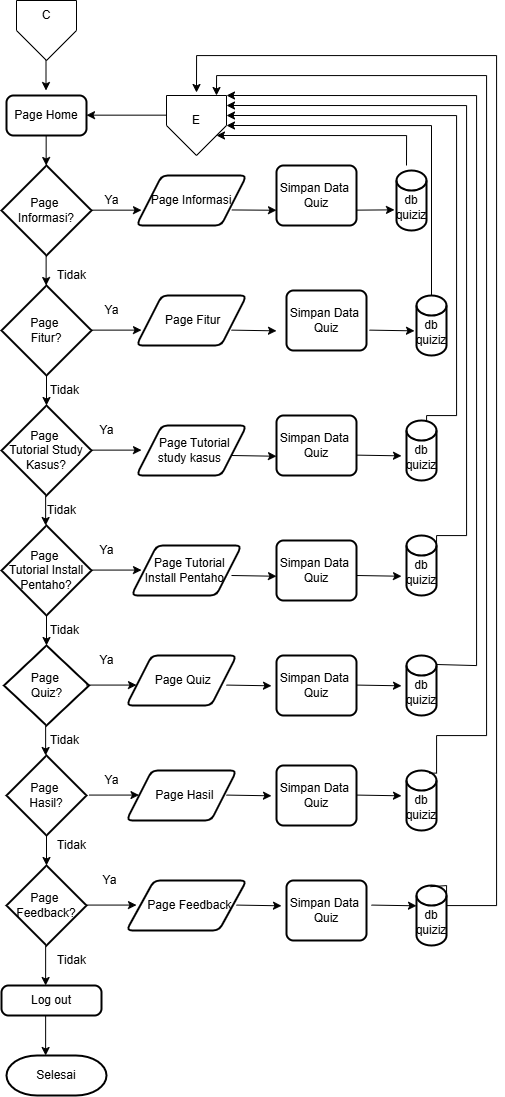 C
Page Home
E
Page
Informasi?
Ya
Page Informasi
Simpan Data
Quiz
db
quiziz
Tidak
Page
Fitur?
Ya
Page Fitur
Simpan Data
Quiz
db
quiziz
Tidak
Page
Tutorial Study
Kasus?
Ya
Page Tutorial
study kasus
Simpan Data
Quiz
db
quiziz
Tidak
Page
Tutorial Install
Pentaho?
Ya
Page Tutorial
Install Pentaho
Simpan Data
Quiz
db
quiziz
Tidak
Page
Quiz?
Ya
Page Quiz
Simpan Data
Quiz
db
quiziz
Tidak
Page
Hasil?
Ya
Page Hasil
Simpan Data
Quiz
db
quiziz
Tidak
Page
Feedback?
Ya
Page Feedback
Simpan Data
Quiz
db
quiziz
Tidak
Log out
Selesai